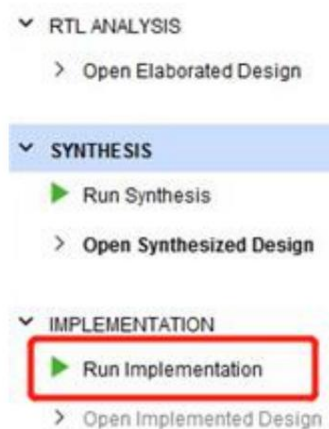 RTL ANALYSIS
Open Elaborated Design
SYNTHESIS
Run Synthesis
Open Synthesized Design
IMPLEMENTATION
Run Implementation
Open Implemented Design